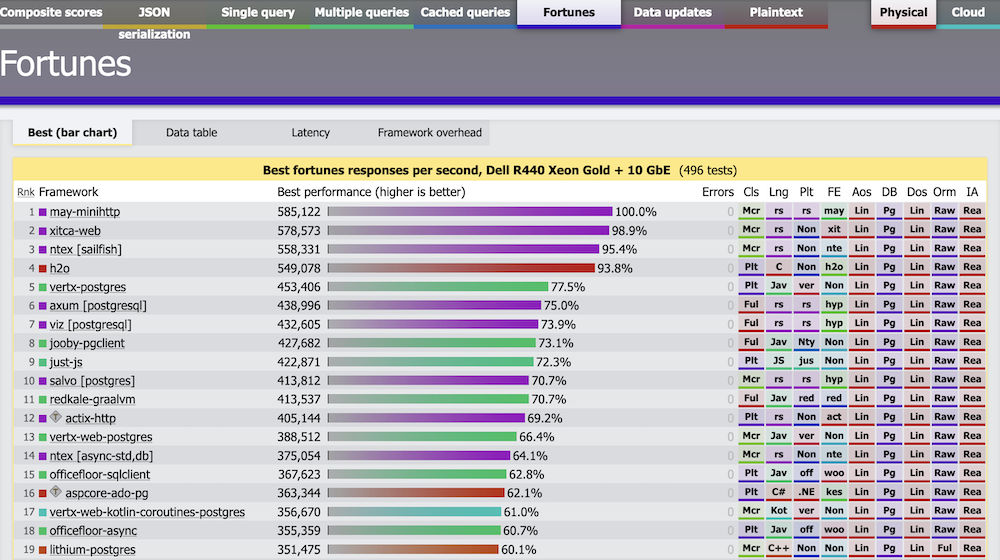 Composite scores JSON serialization Single query Multiple queries Cached queries Fortunes Data updates Plaintext Physical Cloud
Fortunes
Best (bar chart) Data table Latency Framework overhead
Best fortunes responses per second, Dell R440 Xeon Gold + 10 GbE (496 tests)
Rnk Framework Best performance (higher is better) Errors Cls Lng Plt FE Aos DB Dos Orm IA
1 may-minihttp 585,122 100.0% 0 Mcr rs rs may Lin Pg Lin Raw Rea
2 xitca-web 578,573 98.9% 0 Mcr rs Non xit Lin Pg Lin Raw Rea
3 ntex [sailfish] 558,331 95.4% 0 Mcr rs Non nte Lin Pg Lin Raw Rea
4 h2o 549,078 93.8% 0 Plt C Non h2o Lin Pg Lin Raw Rea
5 vertx-postgres 453,406 77.5% 0 Plt Jav ver Non Lin Pg Lin Raw Rea
6 axum [postgresql] 438,996 75.0% 0 Ful rs rs hyp Lin Pg Lin Raw Rea
7 viz [postgresql] 432,605 73.9% 0 Ful rs rs hyp Lin Pg Lin Raw Rea
8 jooby-pgclient 427,682 73.1% 0 Ful Jav Nty Non Lin Pg Lin Raw Rea
9 just-js 422,871 72.3% 0 Plt JS jus Non Lin Pg Lin Raw Rea
10 salvo [postgres] 413,812 70.7% 0 Mcr rs rs hyp Lin Pg Lin Raw Rea
11 redkale-graalvm 413,537 70.7% 0 Ful Jav red red Lin Pg Lin Raw Rea
12 T actix-http 405,144 69.2% 0 Plt rs Non act Lin Pg Lin Raw Rea
13 vertx-web-postgres 388,512 66.4% 0 Mcr Jav ver Non Lin Pg Lin Raw Rea
14 ntex [async-std,db] 375,054 64.1% 0 Mcr rs Non nte Lin Pg Lin Raw Rea
15 officefloor-sqlclient 367,623 62.8% 0 Plt Jav off woo Lin Pg Lin Raw Rea
16 T aspcore-ado-pg 363,344 62.1% 0 Plt C# .NE kes Lin Pg Lin Raw Rea
17 vertx-web-kotlin-coroutines-postgres 356,670 61.0% 0 Mcr Kot ver Non Lin Pg Lin Raw Rea
18 officefloor-async 355,359 60.7% 0 Plt Jav off woo Lin Pg Lin Raw Rea
19 lithium-postgres 351,475 60.1% 0 Mcr C++ Non Non Lin Pg Lin Ful Rea